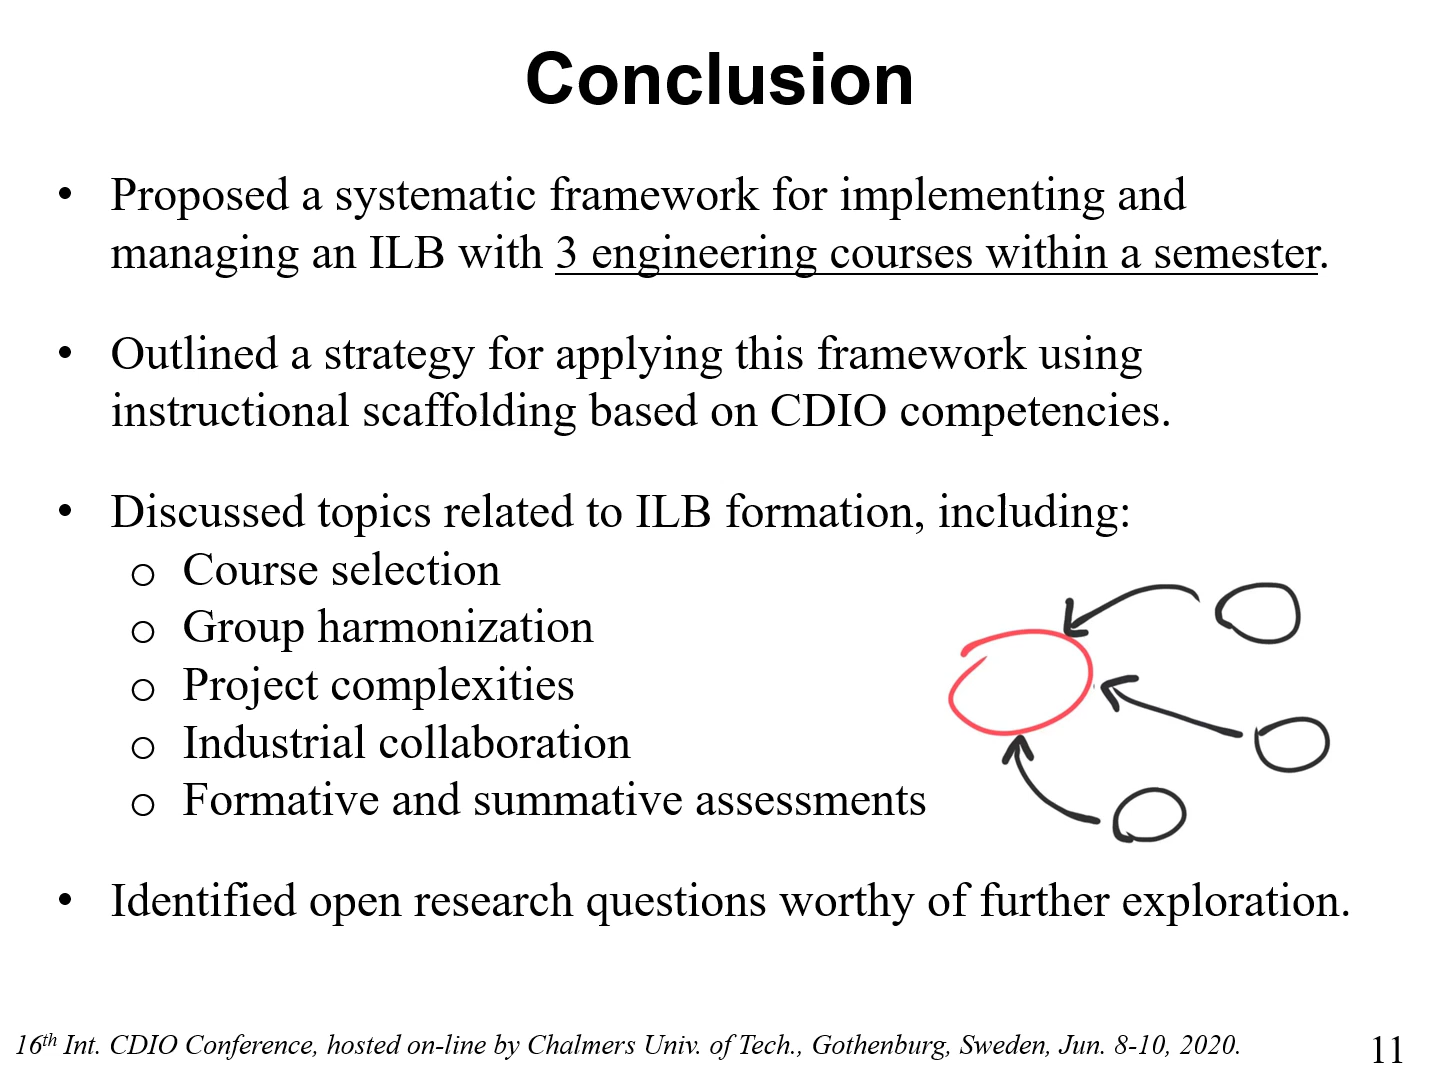 Conclusion
• Proposed a systematic framework for implementing and
managing an ILB with 3 engineering courses within a semester.
• Outlined a strategy for applying this framework using
instructional scaffolding based on CDIO competencies.
• Discussed topics related to ILB formation, including:
o Course selection
o Group harmonization
o Project complexities
o Industrial collaboration
o Formative and summative assessments
• Identified open research questions worthy of further exploration.
16th Int. CDIO Conference, hosted on-line by Chalmers Univ. of Tech., Gothenburg, Sweden, Jun. 8-10, 2020.
11